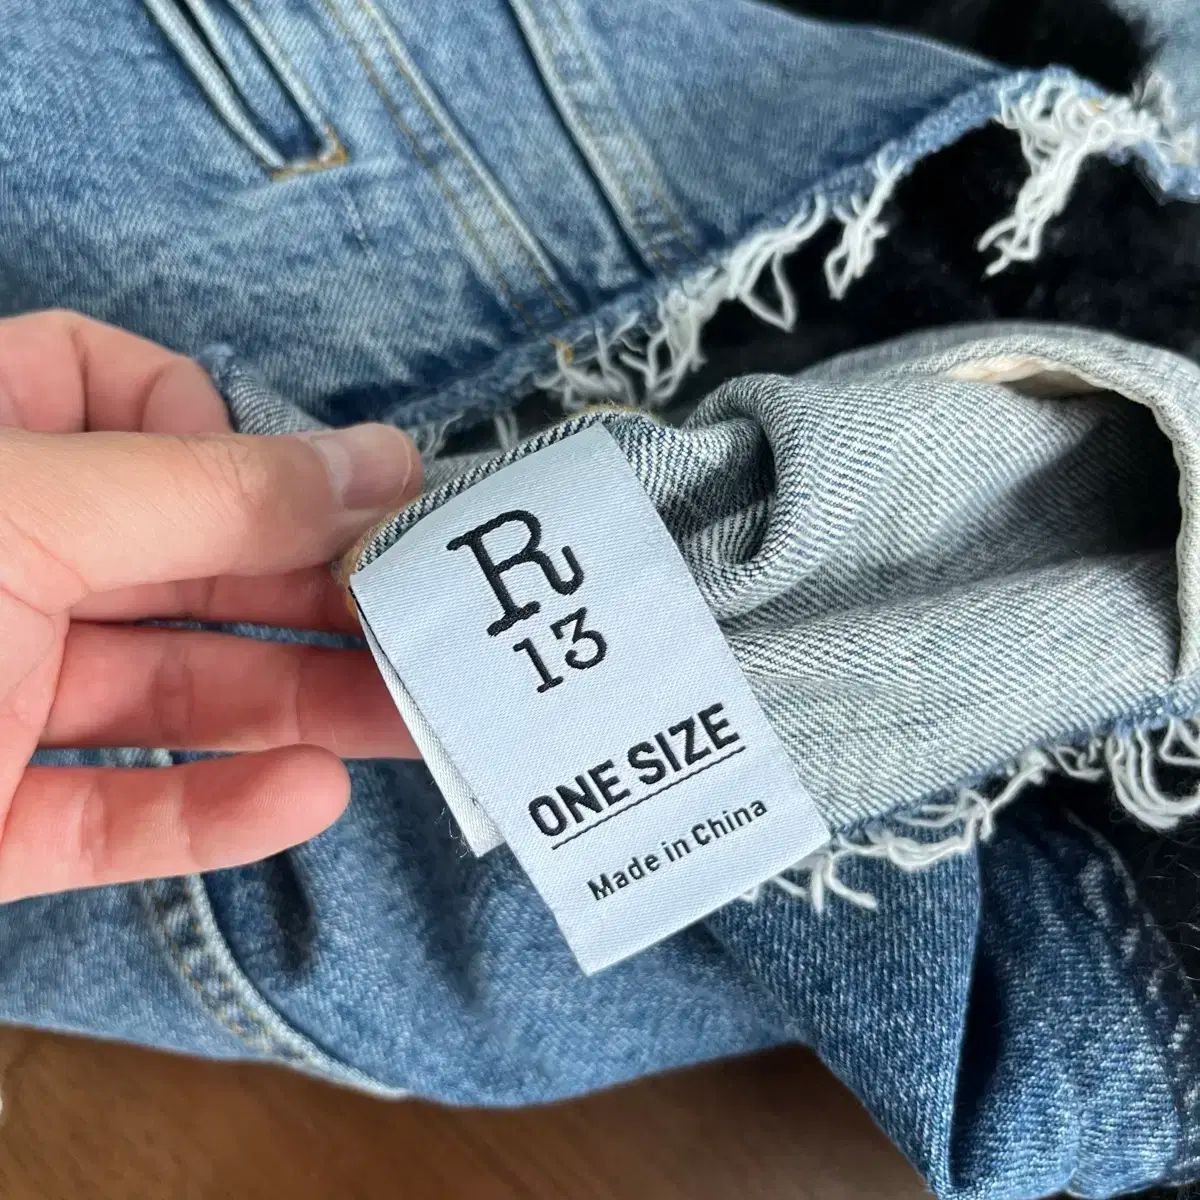 R
13
ONE SIZE
Made in China